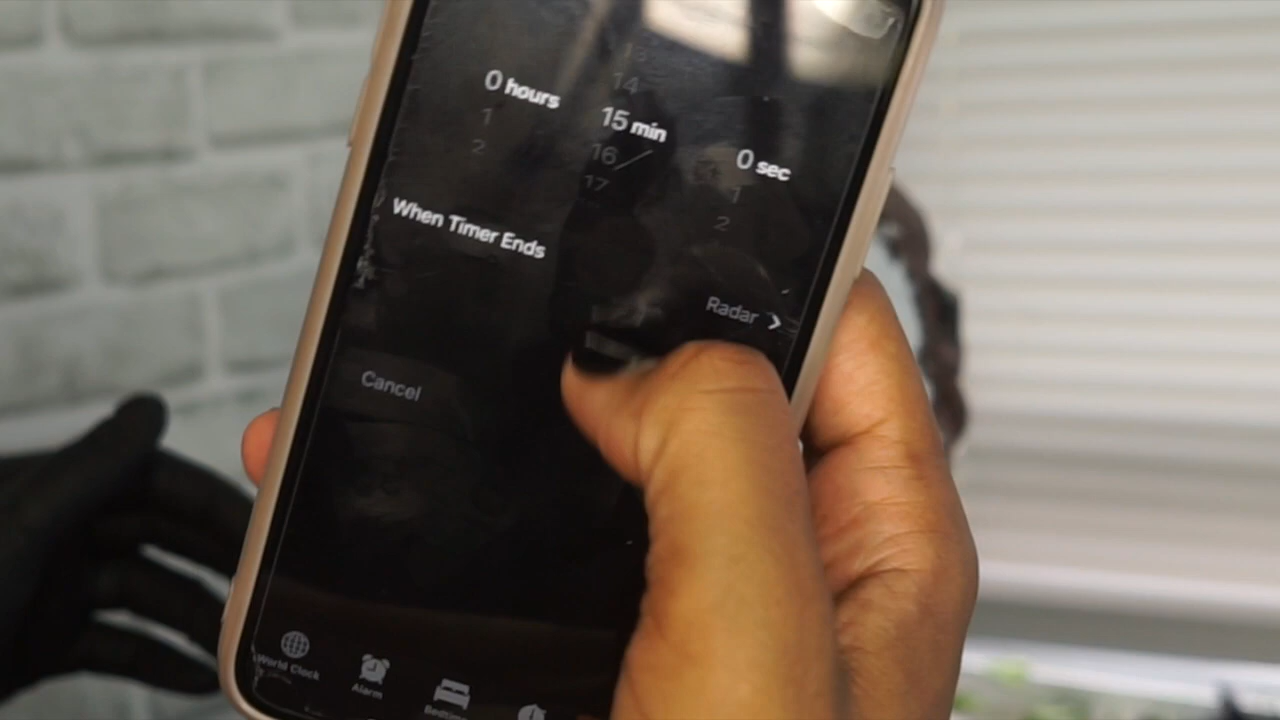 14
0 hours 15 min 0 sec
1 16 1
2 17 2
When Timer Ends
Radar
Cancel
World Clock Alarm